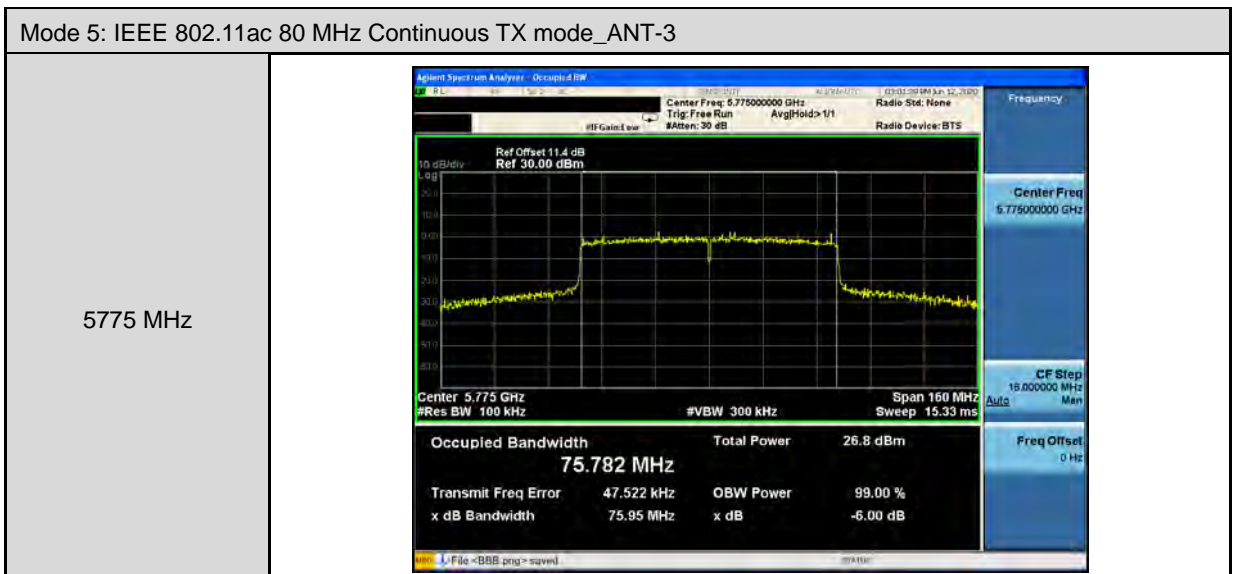 Mode 5: IEEE 802.11ac 80 MHz Continuous TX mode_ANT-3
5775 MHz
Agilent Spectrum Analyzer - Occupied BW
Center Freq: 5.775000000 GHz
Radio Std: None
Trig: Free Run Avg|Hold:>1/1
#IFGain:Low #Atten: 30 dB
Radio Device: BTS
Frequency
Ref Offset 11.4 dB
10 dB/div Ref 30.00 dBm
Log
Center Freq
5.775000000 GHz
Center 5.775 GHz Span 160 MHz
#Res BW 100 kHz #VBW 300 kHz Sweep 15.33 ms
CF Step
16.000000 MHz
Auto Man
Occupied Bandwidth Total Power 26.8 dBm
75.782 MHz
Transmit Freq Error 47.522 kHz OBW Power 99.00 %
x dB Bandwidth 75.95 MHz x dB -6.00 dB
Freq Offset
0 Hz
File <BBB.png> saved